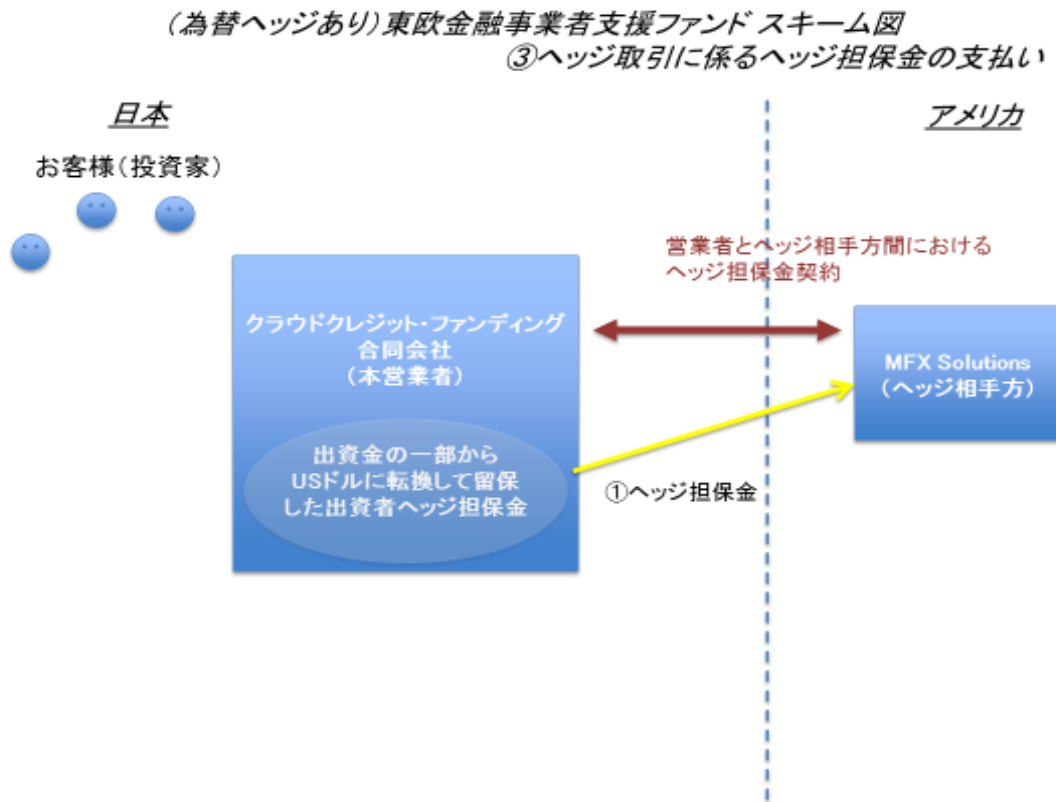 (為替ヘッジあり)東欧金融事業者支援ファンド スキーム図
③ヘッジ取引に係るヘッジ担保金の支払い
日本
アメリカ
お客様(投資家)
営業者とヘッジ相手方間における
ヘッジ担保金契約
クラウドクレジット・ファンディング
合同会社
(本営業者)
MFX Solutions
(ヘッジ相手方)
出資金の一部から
USドルに転換して留保
した出資者ヘッジ担保金
①ヘッジ担保金